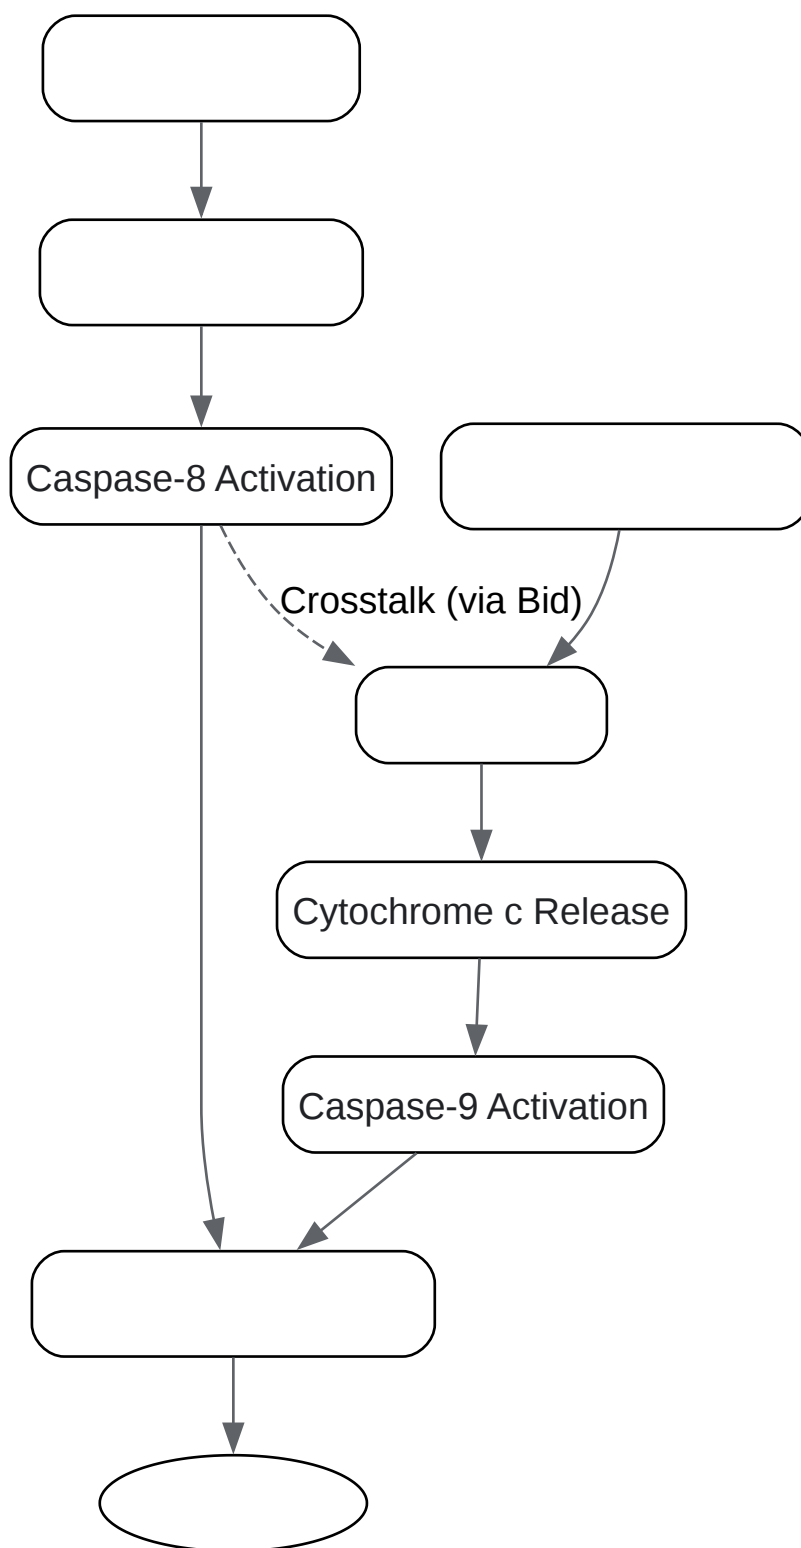 Caspase-8 Activation
Crosstalk (via Bid)
Cytochrome c Release
Caspase-9 Activation